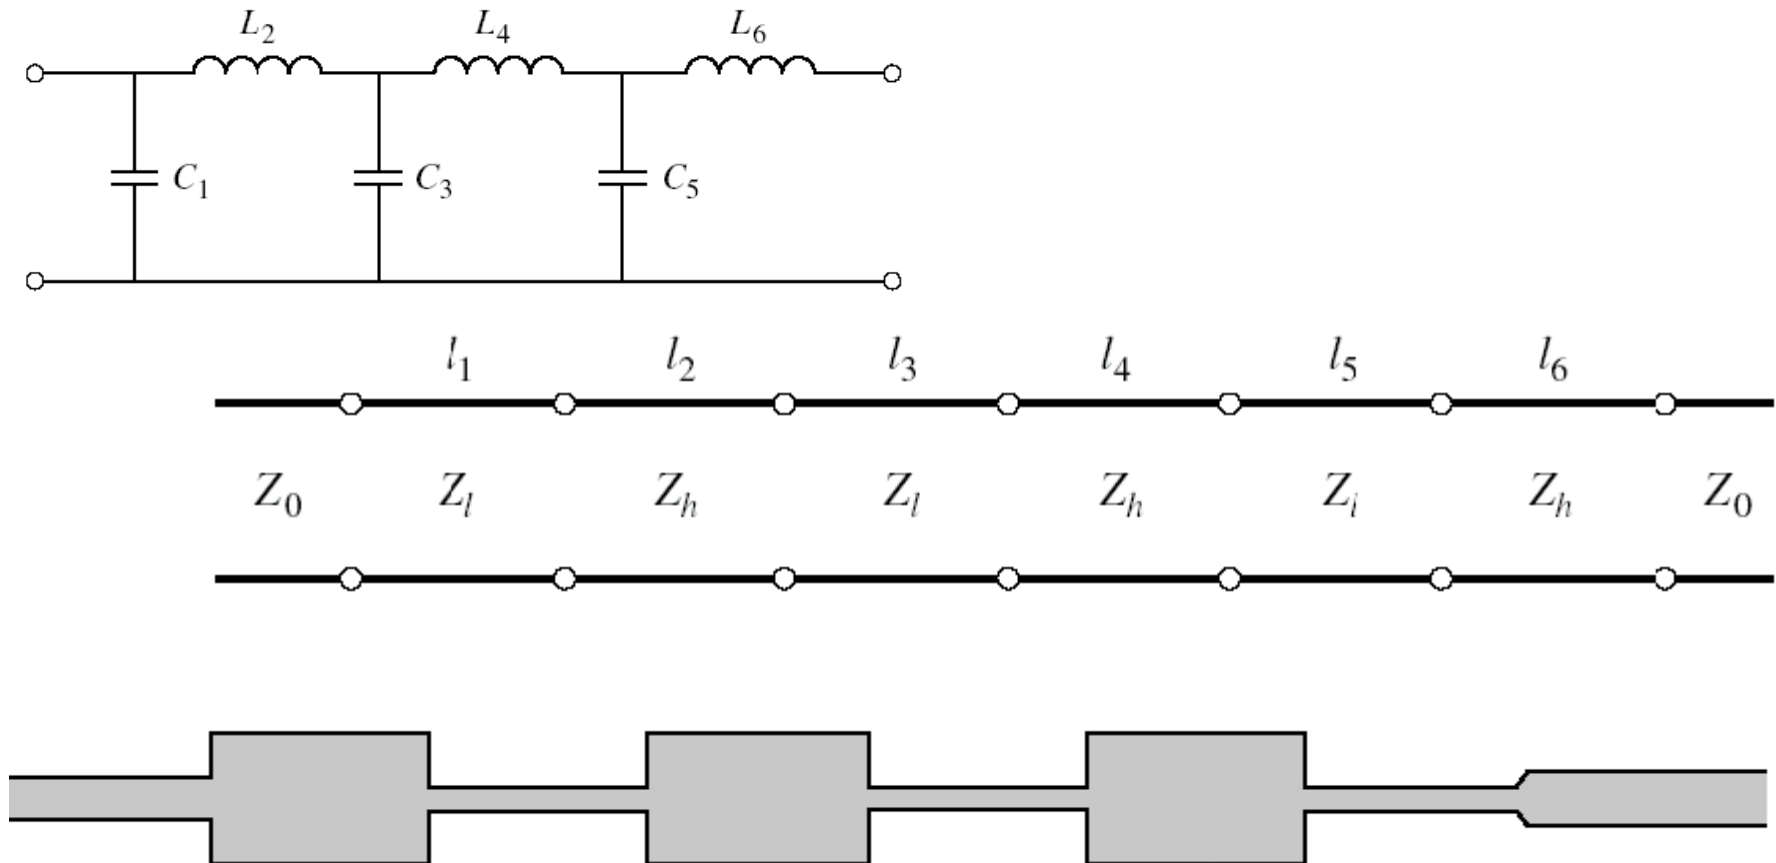 L₂ L₄ L₆
C₁ C₃ C₅
l₁ l₂ l₃ l₄ l₅ l₆
Z₀ Zₗ Zₕ Zₗ Zₕ Zᵢ Zₕ Z₀